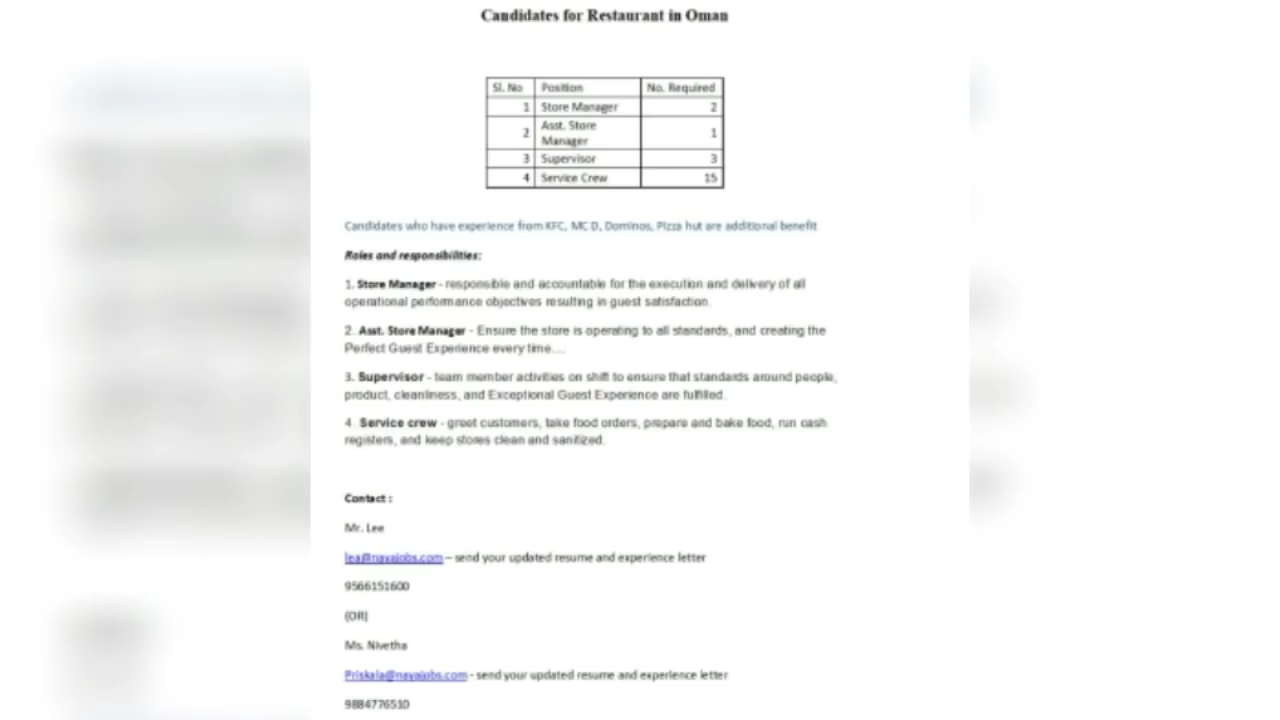 Candidates for Restaurant in Oman
Sl. No Position No. Required
1 Store Manager 2
2 Asst. Store
Manager 1
3 Supervisor 3
4 Service Crew 15
Candidates who have experience from KFC, MC D, Dominos, Pizza hut are additional benefit
Roles and responsibilities:
1. Store Manager - responsible and accountable for the execution and delivery of all
operational performance objectives resulting in guest satisfaction.
2. Asst. Store Manager - Ensure the store is operating to all standards, and creating the
Perfect Guest Experience every time....
3. Supervisor - team member activities on shift to ensure that standards around people,
product, cleanliness, and Exceptional Guest Experience are fulfilled.
4. Service crew - greet customers, take food orders, prepare and bake food, run cash
registers, and keep stores clean and sanitized.
Contact :
Mr. Lee
lea@navajobs.com – send your updated resume and experience letter
9566151600
(OR)
Ms. Nivetha
Priskala@navajobs.com - send your updated resume and experience letter
9884776510